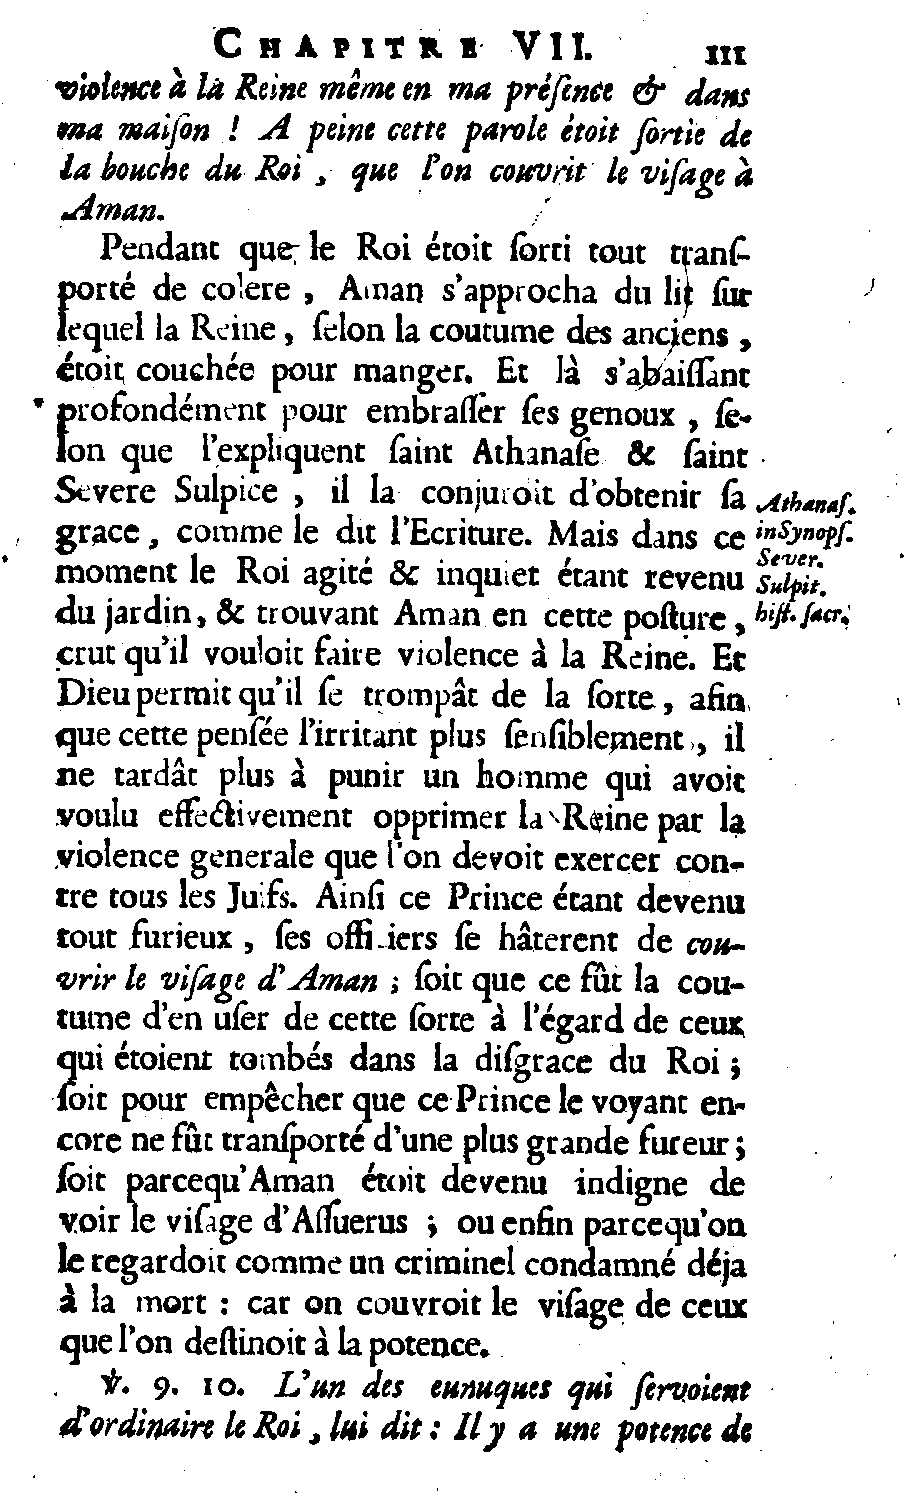 CHAPITRE VII. 111
violence à la Reine même en ma préſence & dans
ma maiſon ! A peine cette parole étoit ſortie de
la bouche du Roi , que l'on couvrit le viſage à
Aman.
Pendant que le Roi étoit ſorti tout tranſ-
porté de colere , Aman s'approcha du lit ſur
lequel la Reine , ſelon la coutume des anciens ,
étoit couchée pour manger. Et là s'abaiſſant
profondément pour embraſſer ſes genoux , ſe-
lon que l'expliquent ſaint Athanaſe & ſaint
Severe Sulpice , il la conjuroit d'obtenir ſa
grace , comme le dit l'Ecriture. Mais dans ce
moment le Roi agité & inquiet étant revenu
du jardin, & trouvant Aman en cette poſture ,
crut qu'il vouloit faire violence à la Reine. Et
Dieu permit qu'il ſe trompât de la ſorte , afin
que cette penſée l'irritant plus ſenſiblement , il
ne tardât plus à punir un homme qui avoit
voulu effectivement opprimer la Reine par la
violence generale que l'on devoit exercer con-
tre tous les Juifs. Ainſi ce Prince étant devenu
tout furieux , ſes officiers ſe hâterent de cou-
vrir le viſage d'Aman ; ſoit que ce fût la cou-
tume d'en uſer de cette ſorte à l'égard de ceux
qui étoient tombés dans la diſgrace du Roi ;
ſoit pour empêcher que ce Prince le voyant en-
core ne fût tranſporté d'une plus grande fureur ;
ſoit parcequ'Aman étoit devenu indigne de
voir le viſage d'Aſſuerus ; ou enfin parcequ'on
le regardoit comme un criminel condamné déja
à la mort : car on couvroit le viſage de ceux
que l'on deſtinoit à la potence.
℣. 9. 10. L'un des eunuques qui ſervoient
d'ordinaire le Roi , lui dit : Il y a une potence de
Athanaſ.
in Synopſ.
Sever.
Sulpit.
hiſt. ſacr.